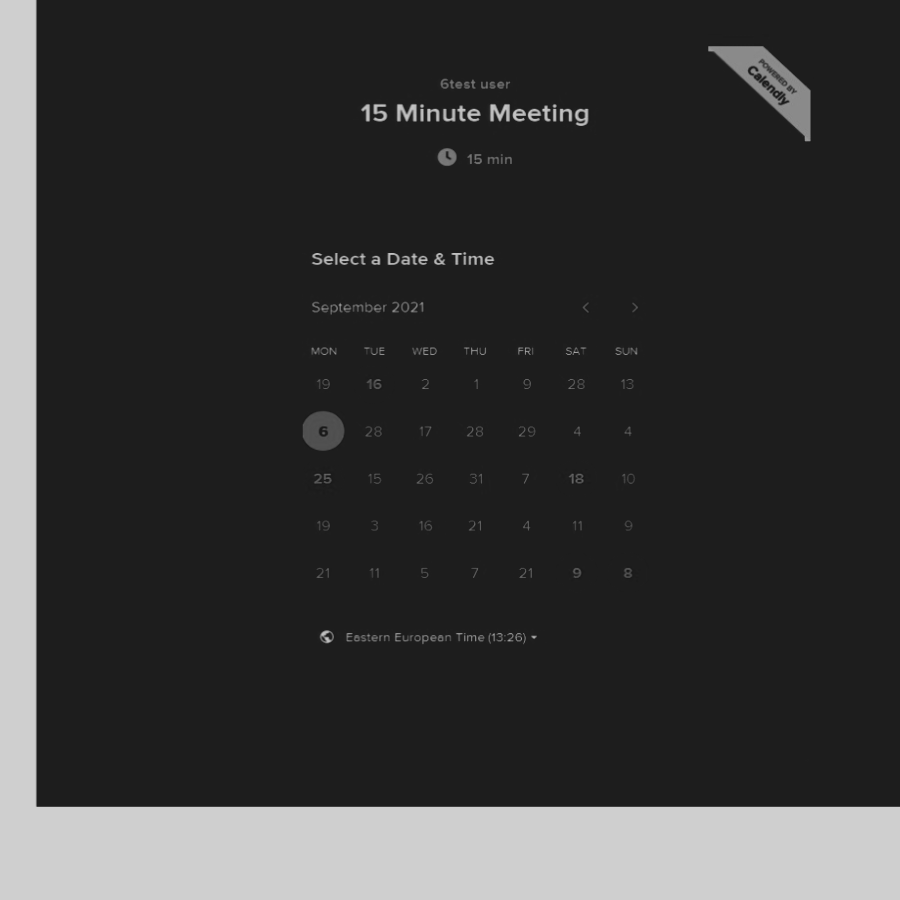 POWERED BY
Calendly
6test user
15 Minute Meeting
15 min
Select a Date & Time
September 2021
MON TUE WED THU FRI SAT SUN
19 16 2 1 9 28 13
6 28 17 28 29 4 4
25 15 26 31 7 18 10
19 3 16 21 4 11 9
21 11 5 7 21 9 8
Eastern European Time (13:26)